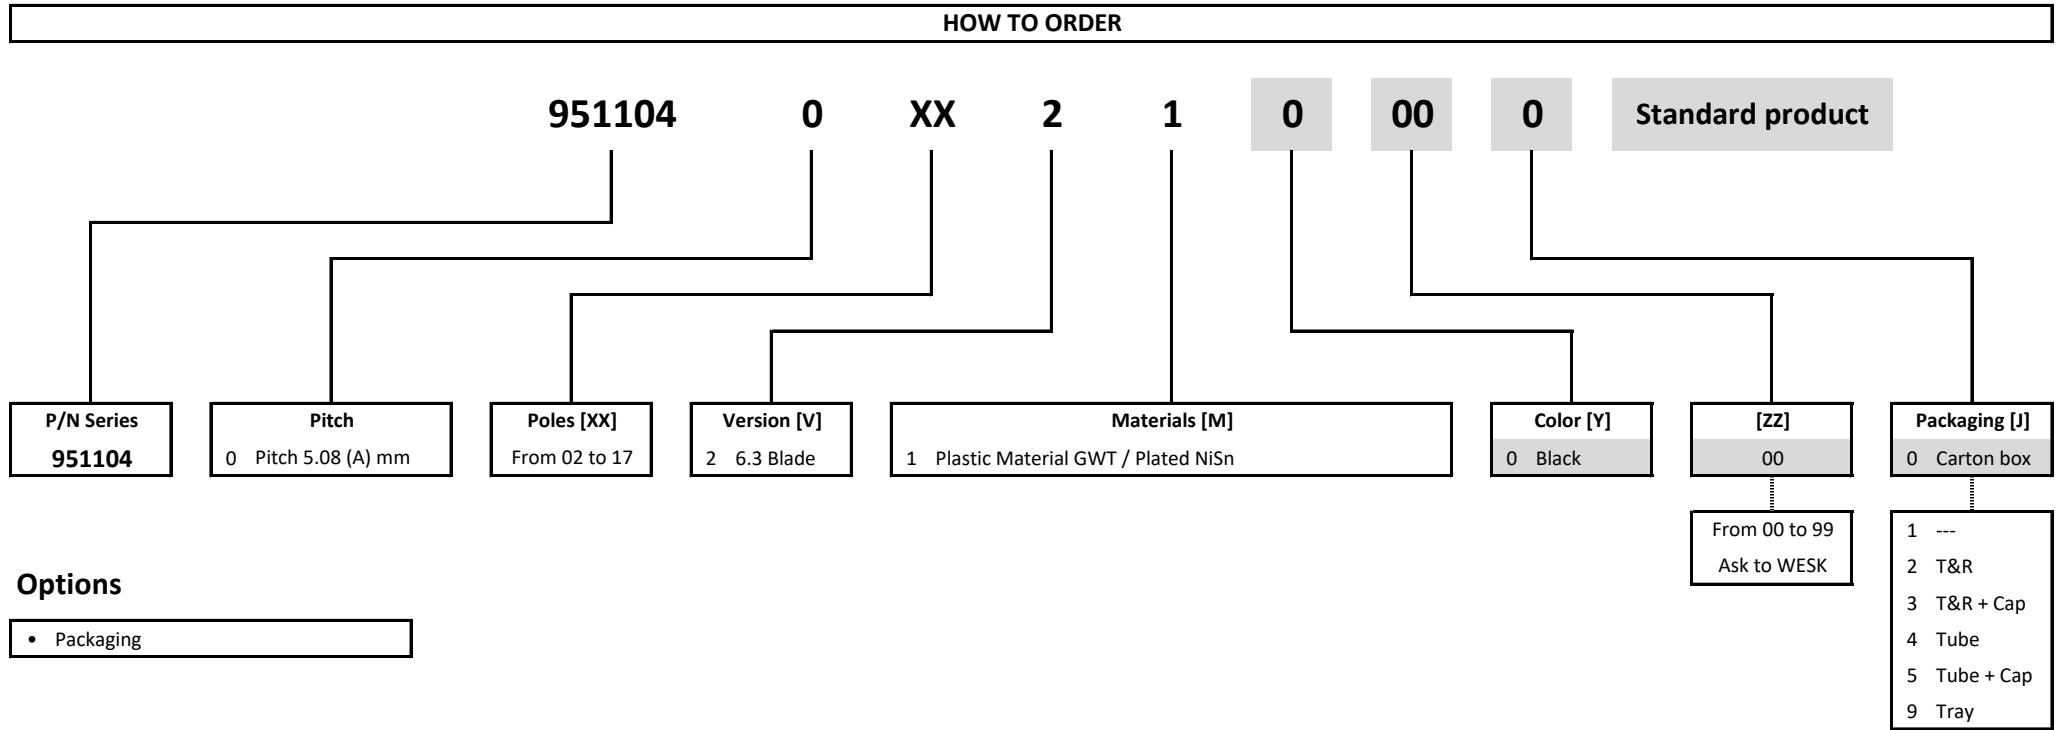 HOW TO ORDER
951104 0 XX 2 1 0 00 0 Standard product
P/N Series Pitch Poles [XX] Version [V] Materials [M] Color [Y] [ZZ] Packaging [J]
951104 0 Pitch 5.08 (A) mm From 02 to 17 2 6.3 Blade 1 Plastic Material GWT / Plated NiSn 0 Black 00 0 Carton box
From 00 to 99
Ask to WESK
1 ---
2 T&R
3 T&R + Cap
4 Tube
5 Tube + Cap
9 Tray
Options
• Packaging